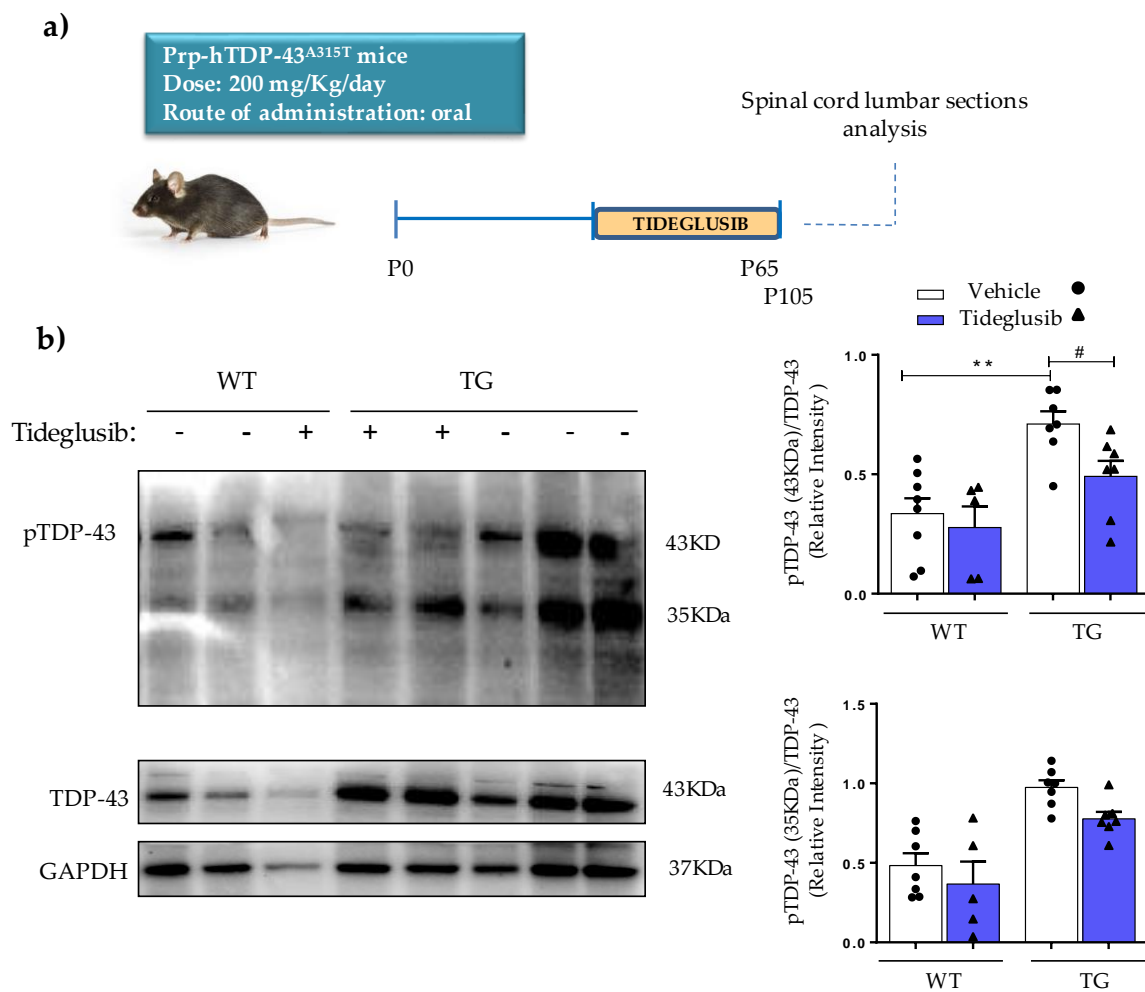 a)
Prp-hTDP-43A315T mice
Dose: 200 mg/Kg/day
Route of administration: oral
Spinal cord lumbar sections
analysis
TIDEGLUSIB
P0
P65
P105
b)
Vehicle
Tideglusib
WT
TG
Tideglusib:
- - + + + - - -
pTDP-43
43KD
35KDa
TDP-43
43KDa
GAPDH
37KDa
pTDP-43 (43KDa)/TDP-43
(Relative Intensity )
1.0
0.5
0.0
**
#
WT
TG
pTDP-43 (35KDa)/TDP-43
(Relative Intensity )
1.5
1.0
0.5
0.0
WT
TG